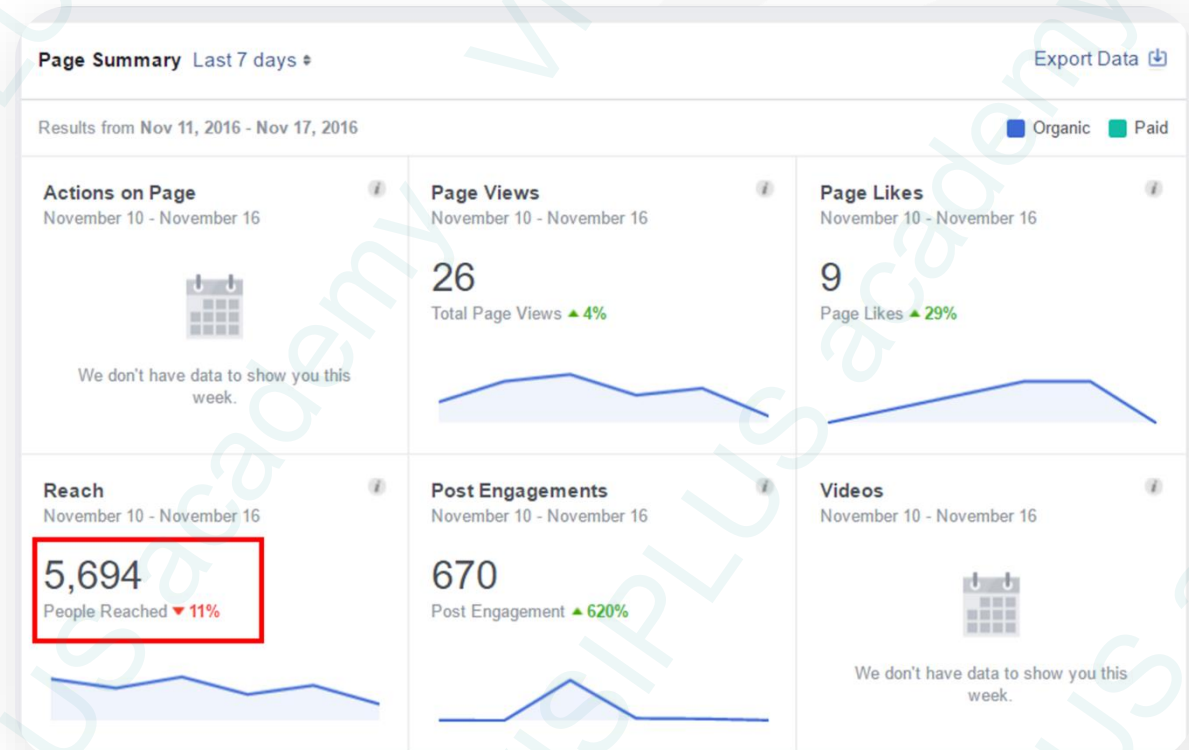 Page Summary Last 7 days
Export Data
Results from Nov 11, 2016 - Nov 17, 2016
Organic Paid
Actions on Page
November 10 - November 16
We don't have data to show you this
week.
Page Views
November 10 - November 16
26
Total Page Views ▲ 4%
Page Likes
November 10 - November 16
9
Page Likes ▲ 29%
Reach
November 10 - November 16
5,694
People Reached ▼ 11%
Post Engagements
November 10 - November 16
670
Post Engagement ▲ 620%
Videos
November 10 - November 16
We don't have data to show you this
week.
USIPLUS academy